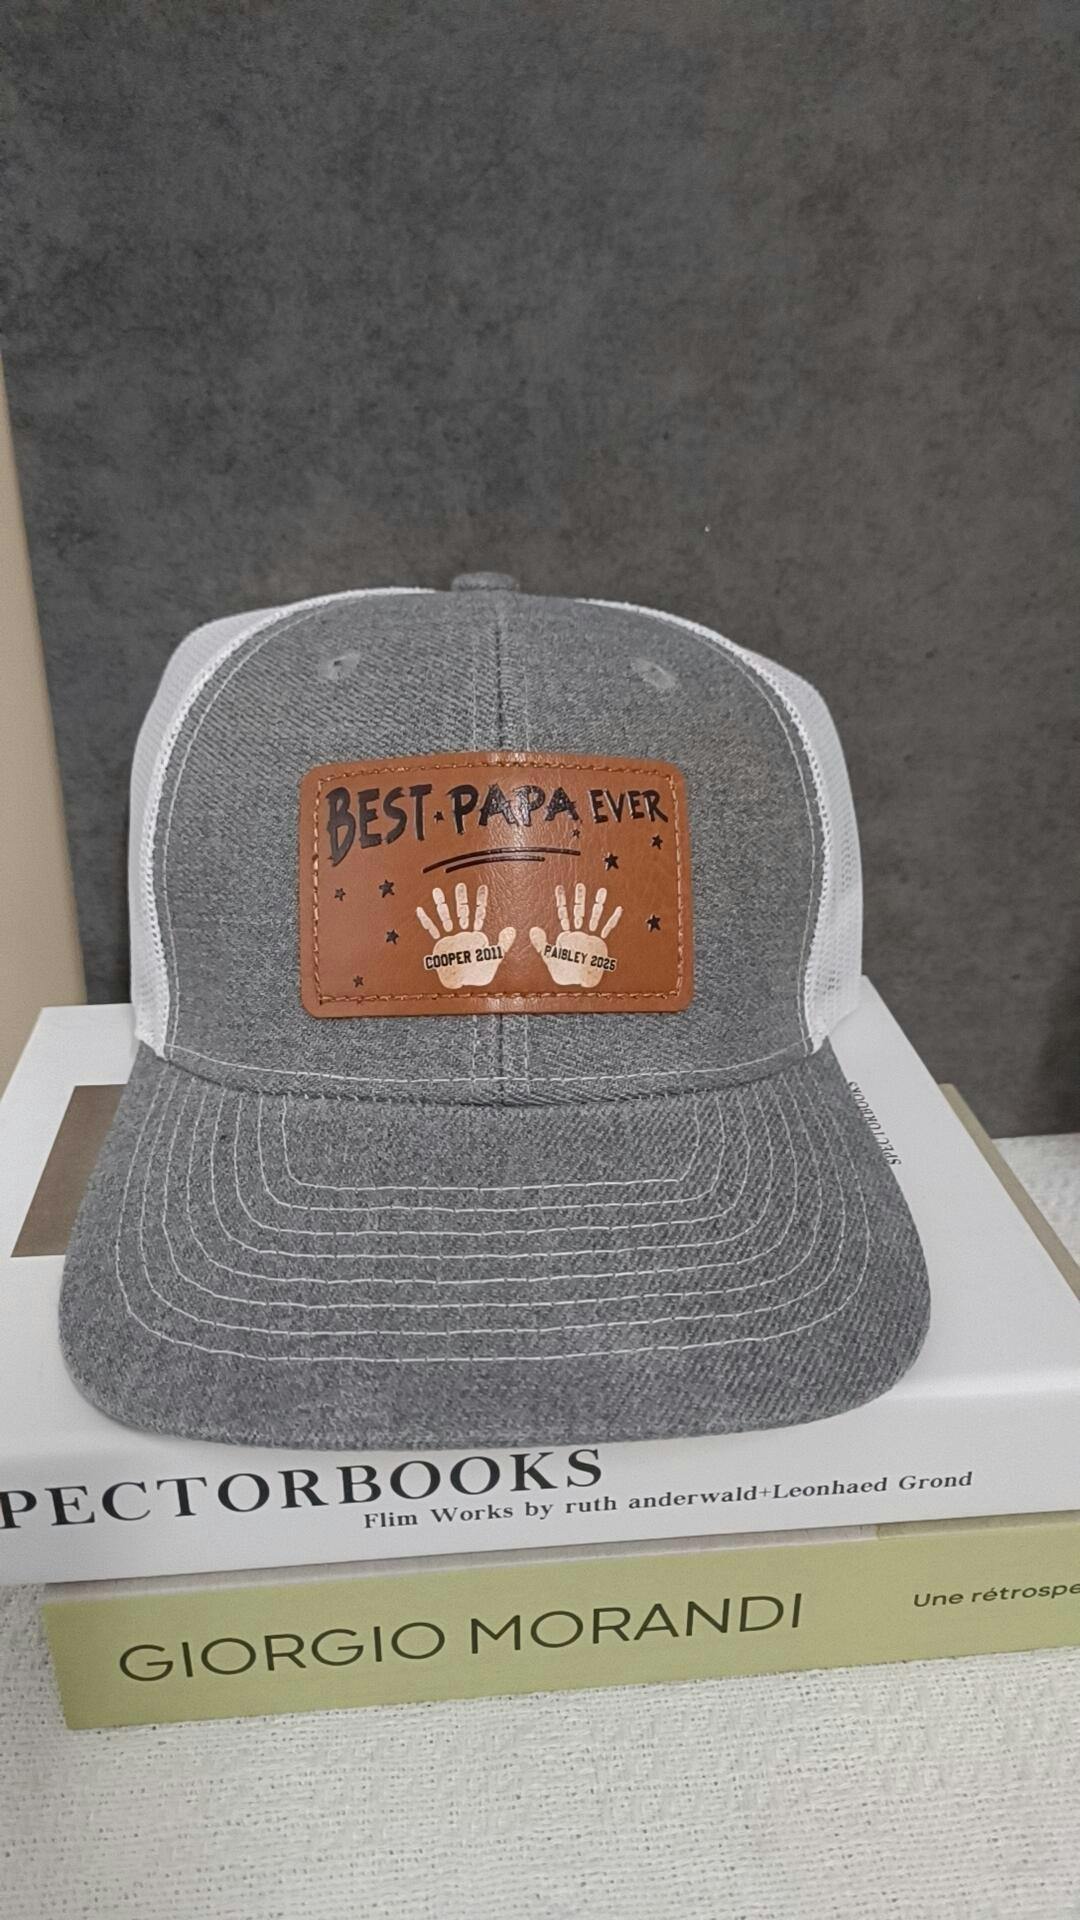 BEST PAPA EVER
COOPER 2011
PAISLEY 2025
SPECTORBOOKS
PECTORBOOKS
Flim Works by ruth anderwald+Leonhaed Grond
GIORGIO MORANDI
Une rétrospe